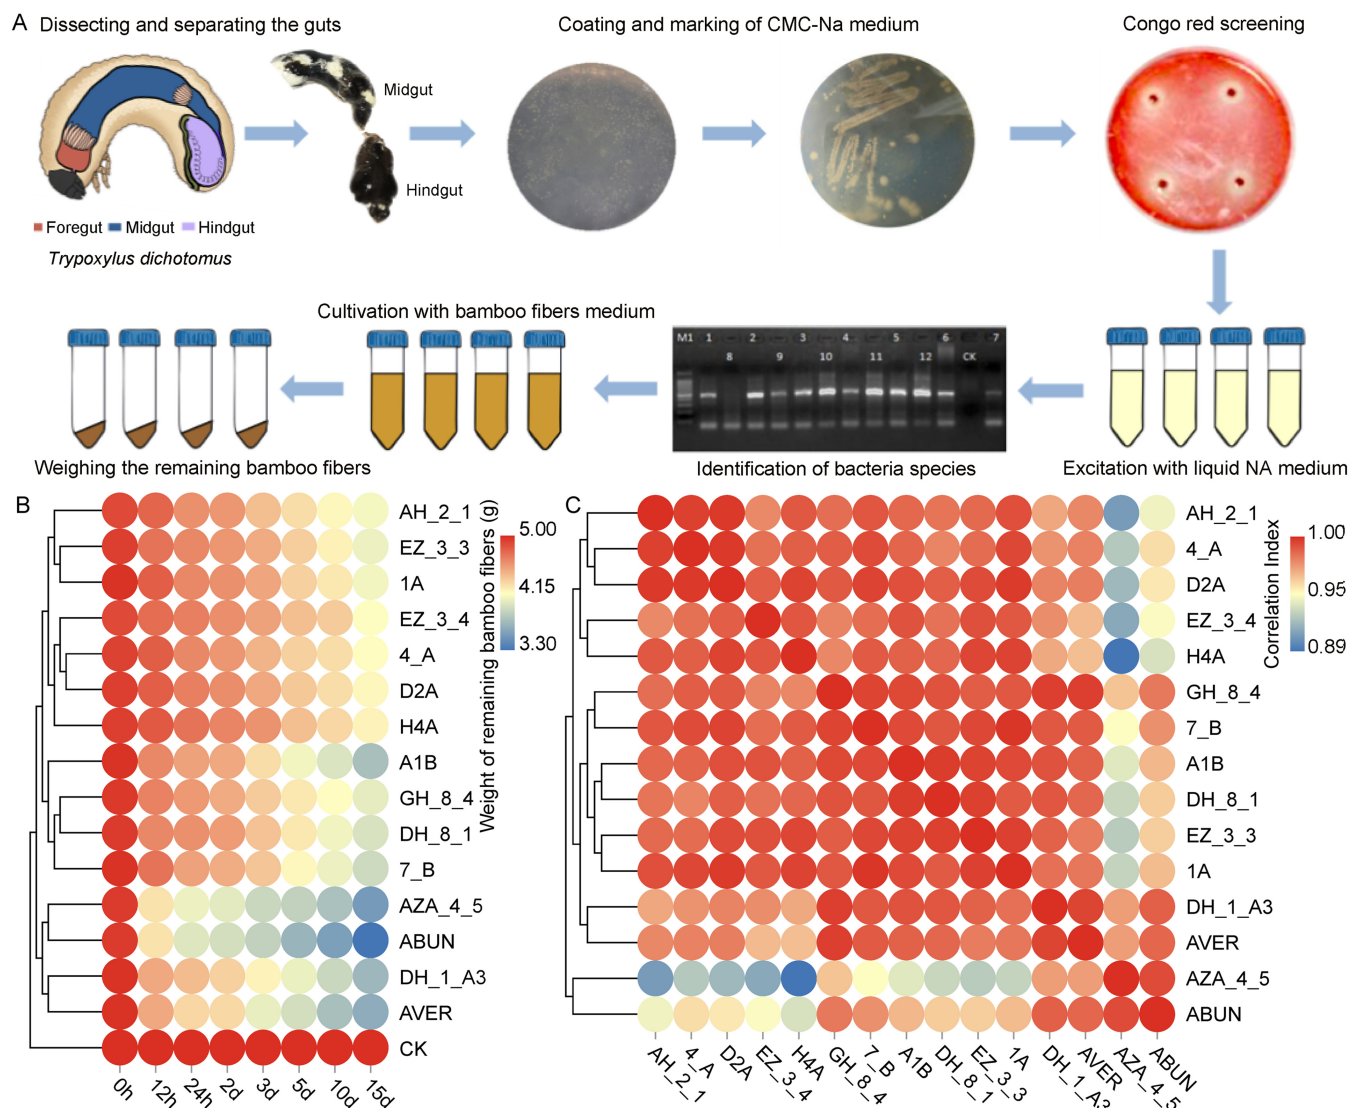 A Dissecting and separating the guts
Coating and marking of CMC-Na medium
Congo red screening
Midgut
Hindgut
Foregut Midgut Hindgut
Trypoxylus dichotomus
Cultivation with bamboo fibers medium
M1 1 2 3 4 5 6 7
8 9 10 11 12 CK
Weighing the remaining bamboo fibers
Identification of bacteria species
Excitation with liquid NA medium
B
AH_2_1
EZ_3_3
1A
EZ_3_4
4_A
D2A
H4A
A1B
GH_8_4
DH_8_1
7_B
AZA_4_5
ABUN
DH_1_A3
AVER
CK
0h 12h 24h 2d 3d 5d 10d 15d
Weight of remaining bamboo fibers (g)
5.00
4.15
3.30
C
AH_2_1
4_A
D2A
EZ_3_4
H4A
GH_8_4
7_B
A1B
DH_8_1
EZ_3_3
1A
DH_1_A3
AVER
AZA_4_5
ABUN
AH_2_1 4_A D2A EZ_3_4 H4A GH_8_4 7_B A1B DH_8_1 EZ_3_3 1A DH_1_A3 AVER AZA_4_5 ABUN
Correlation Index
1.00
0.95
0.89